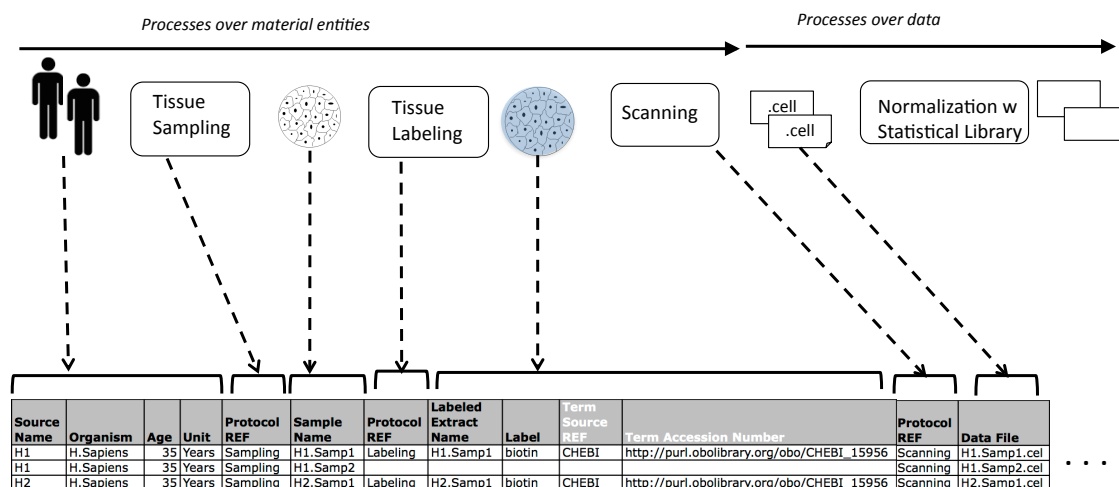 Processes over material entities
Processes over data
Tissue
Sampling
Tissue
Labeling
Scanning
.cell
.cell
Normalization w
Statistical Library
Source Name Organism Age Unit Protocol REF Sample Name Protocol REF Labeled Extract Name Label Term Source REF Term Accession Number Protocol REF Data File
H1 H.Sapiens 35 Years Sampling H1.Samp1 Labeling H1.Samp1 biotin CHEBI http://purl.obolibrary.org/obo/CHEBI_15956 Scanning H1.Samp1.cel
H1 H.Sapiens 35 Years Sampling H1.Samp2 Scanning H1.Samp2.cel
H2 H.Sapiens 35 Years Sampling H2.Samp1 Labeling H2.Samp1 biotin CHEBI http://purl.obolibrary.org/obo/CHEBI_15956 Scanning H2.Samp1.cel
. . .